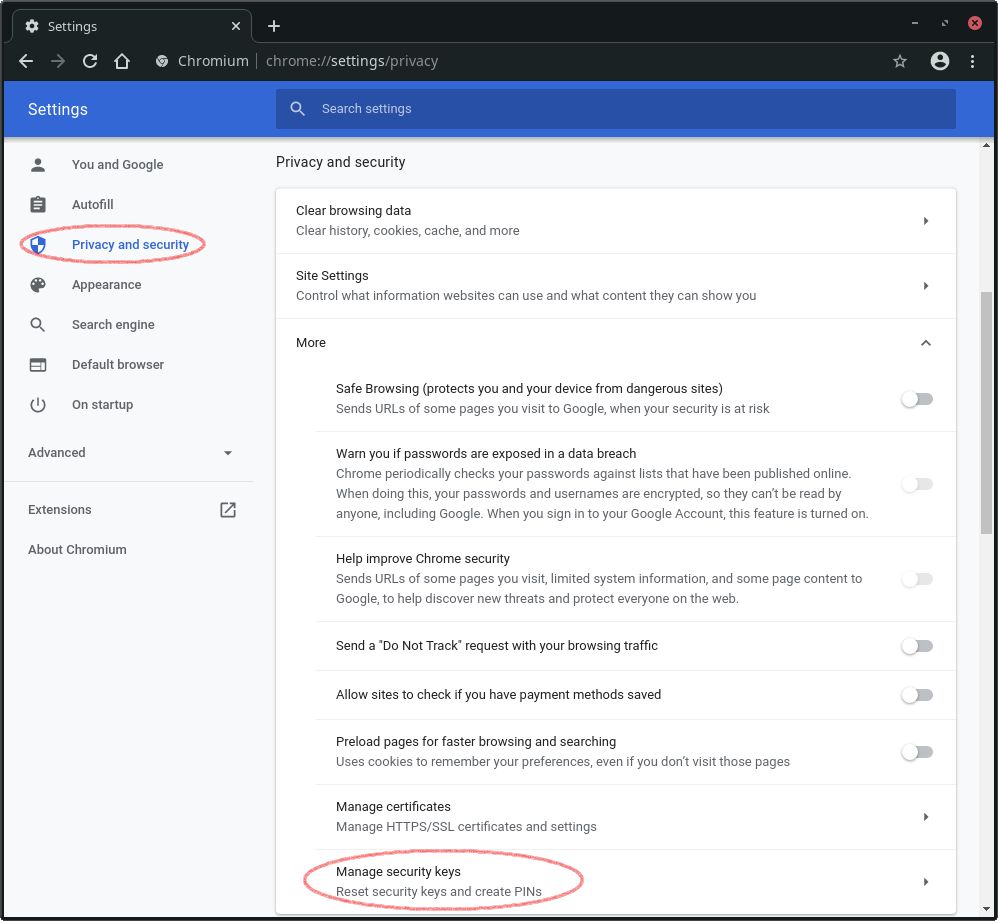 Settings
Chromium | chrome://settings/privacy
Settings
Search settings
You and Google
Autofill
Privacy and security
Appearance
Search engine
Default browser
On startup
Advanced
Extensions
About Chromium
Privacy and security
Clear browsing data
Clear history, cookies, cache, and more
Site Settings
Control what information websites can use and what content they can show you
More
Safe Browsing (protects you and your device from dangerous sites)
Sends URLs of some pages you visit to Google, when your security is at risk
Warn you if passwords are exposed in a data breach
Chrome periodically checks your passwords against lists that have been published online.
When doing this, your passwords and usernames are encrypted, so they can’t be read by
anyone, including Google. When you sign in to your Google Account, this feature is turned on.
Help improve Chrome security
Sends URLs of some pages you visit, limited system information, and some page content to
Google, to help discover new threats and protect everyone on the web.
Send a "Do Not Track" request with your browsing traffic
Allow sites to check if you have payment methods saved
Preload pages for faster browsing and searching
Uses cookies to remember your preferences, even if you don’t visit those pages
Manage certificates
Manage HTTPS/SSL certificates and settings
Manage security keys
Reset security keys and create PINs